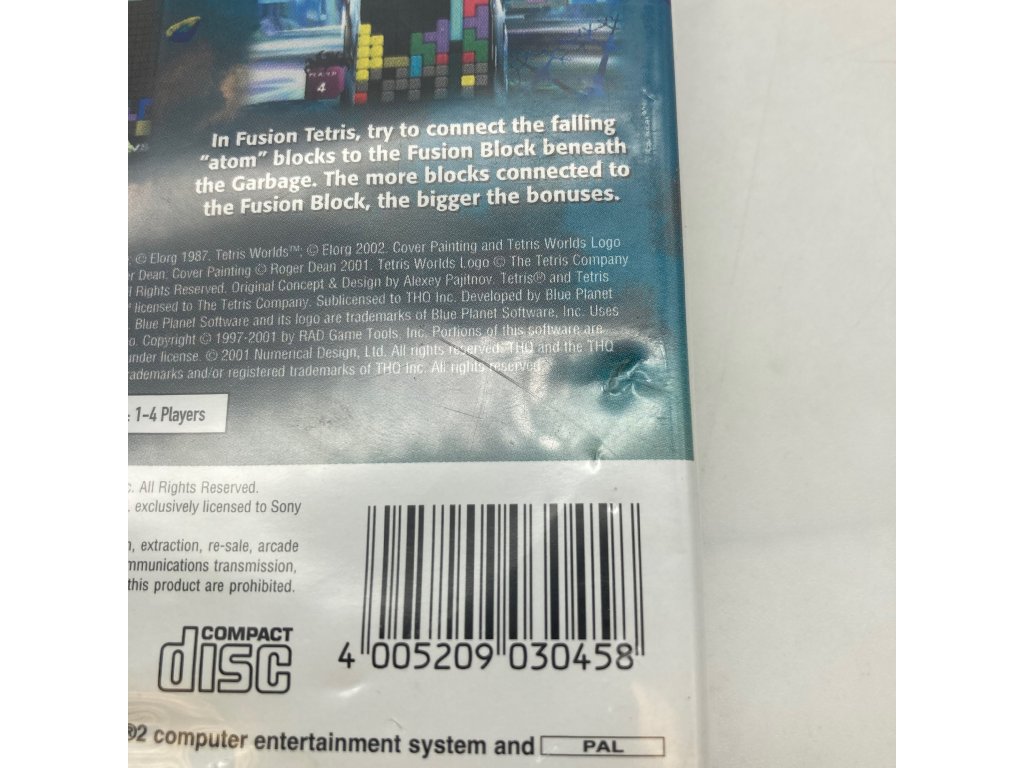 4
In Fusion Tetris, try to connect the falling
"atom" blocks to the Fusion Block beneath
the Garbage. The more blocks connected to
the Fusion Block, the bigger the bonuses.
© Elorg 1987. Tetris Worlds™; © Elorg 2002. Cover Painting and Tetris Worlds Logo
Dean. Cover Painting © Roger Dean 2001. Tetris Worlds Logo © The Tetris Company
Rights Reserved. Original Concept & Design by Alexey Pajitnov. Tetris® and Tetris
licensed to The Tetris Company. Sublicensed to THQ Inc. Developed by Blue Planet
Blue Planet Software and its logo are trademarks of Blue Planet Software, Inc. Uses
Copyright © 1997-2001 by RAD Game Tools, Inc. Portions of this software are
under license. © 2001 Numerical Design, Ltd. All rights reserved. THQ and the THQ
rademarks and/or registered trademarks of THQ Inc. All rights reserved.
: 1-4 Players
. All Rights Reserved.
. exclusively licensed to Sony
, extraction, re-sale, arcade
mmunications transmission,
this product are prohibited.
COMPACT
disc
4 005209 030458
®2 computer entertainment system and PAL